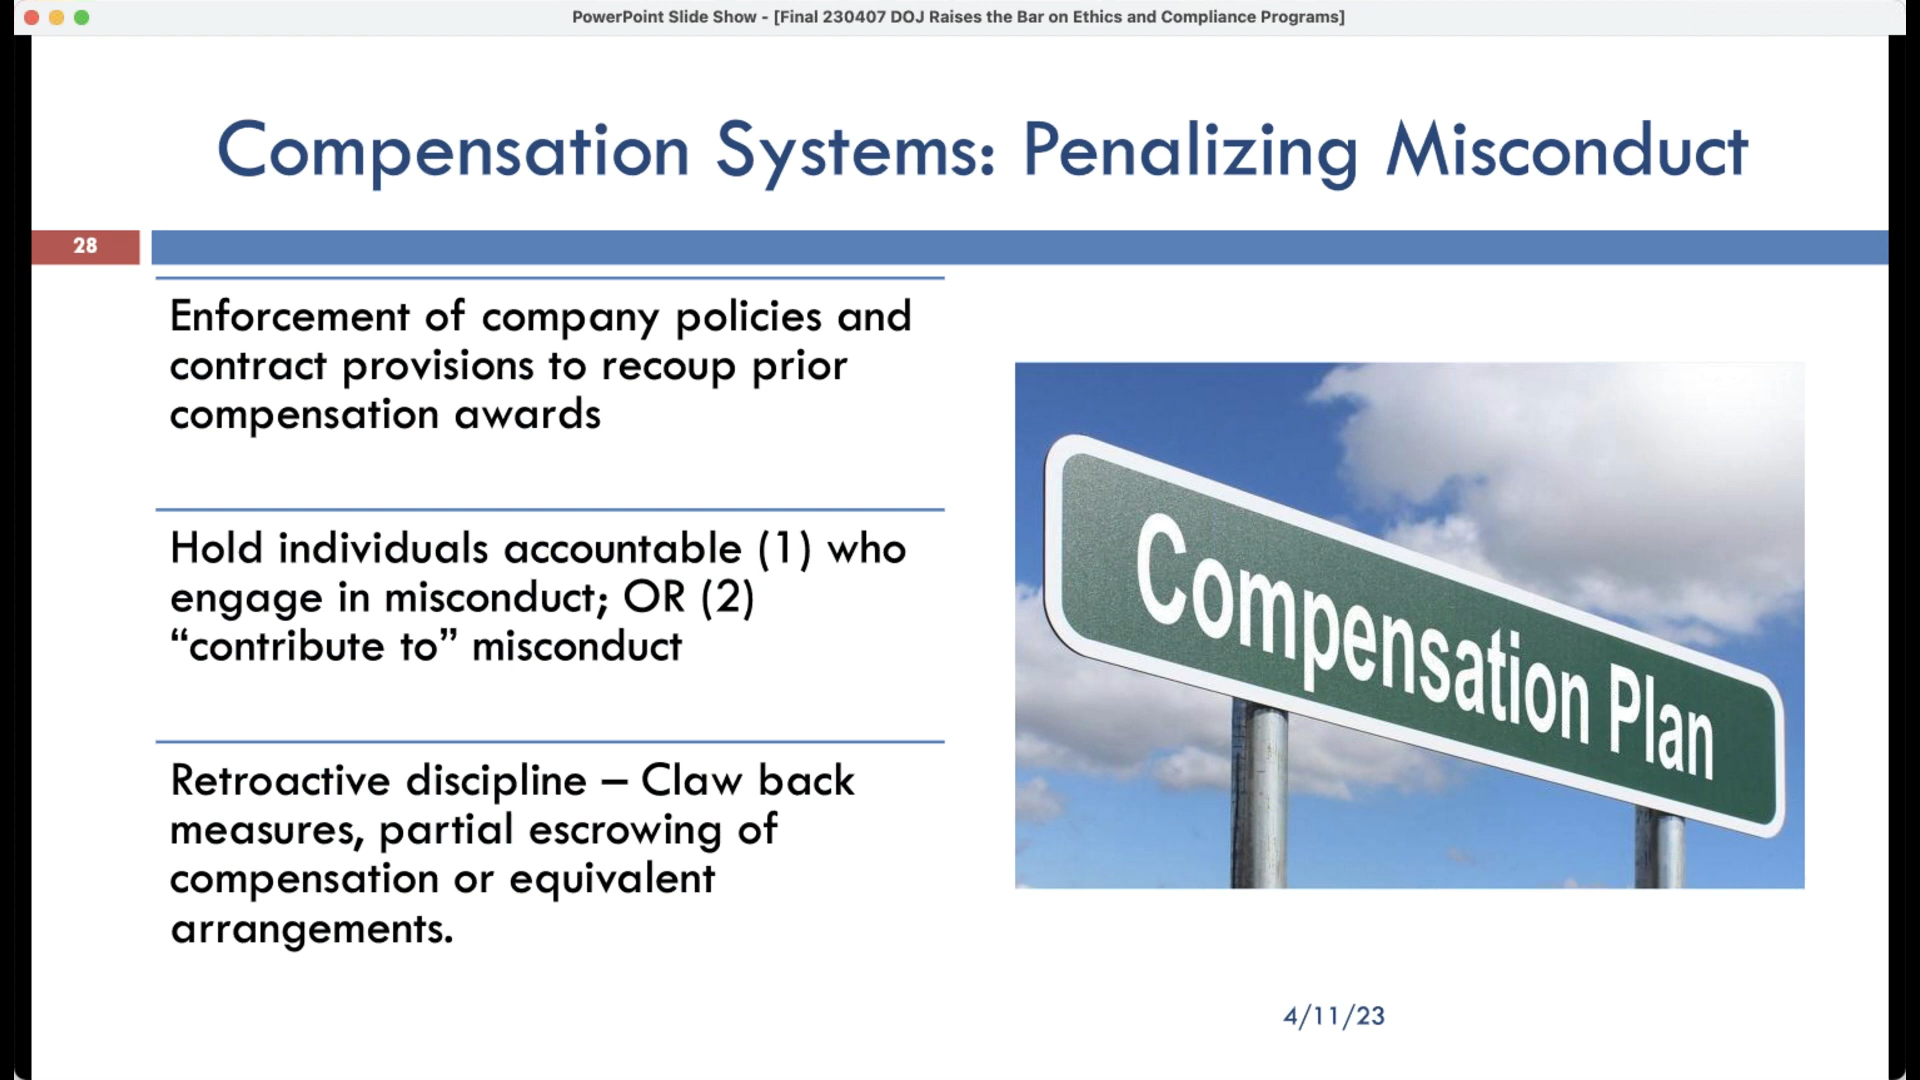 PowerPoint Slide Show - [Final 230407 DOJ Raises the Bar on Ethics and Compliance Programs]
Compensation Systems: Penalizing Misconduct
28
Enforcement of company policies and
contract provisions to recoup prior
compensation awards
Hold individuals accountable (1) who
engage in misconduct; OR (2)
“contribute to” misconduct
Retroactive discipline – Claw back
measures, partial escrowing of
compensation or equivalent
arrangements.
Compensation Plan
4/11/23